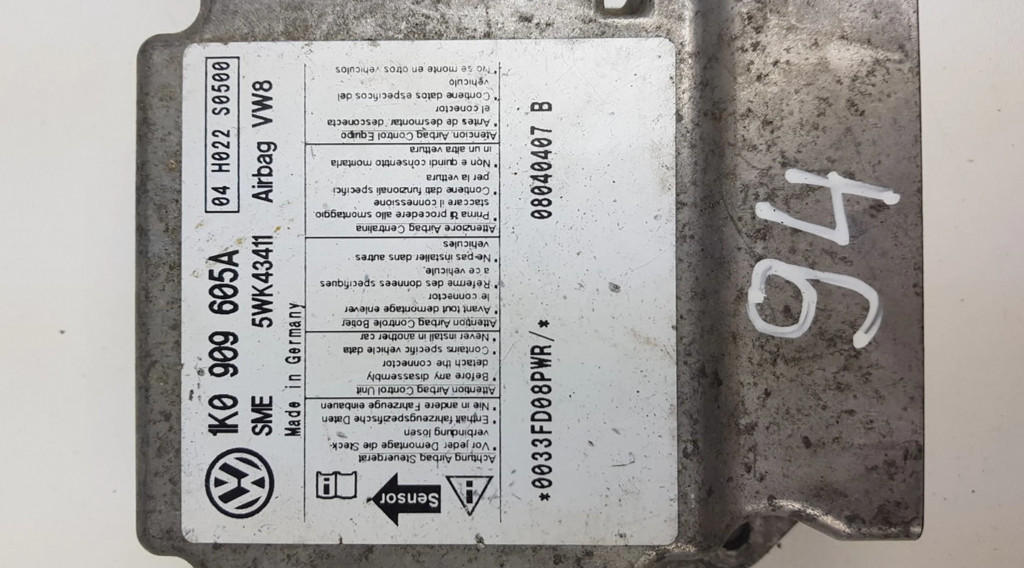 1K0 909 605A
04 H022 S0500
SME 5WK43411
Airbag VW8
Made in Germany
Achtung Airbag Steuergerät
• Vor jeder Demontage die Steck-
verbindung lösen
• Enthält fahrzeugspezifische Daten
• Nie in andere Fahrzeuge einbauen
Attention Airbag Control Unit
• Before any disassembly
detach the connector
• Contains specific vehicle data
• Never install in another car
Attention Airbag Controle Boîtier
• Avant tout demontage enlever
le connector
• Referme des données spécifiques
a ce vehicule.
• Ne pas installer dans autres
vehicules
Attenzione Airbag Centralina
• Prima di procedere allo smontaggio
staccare il connessione
• Contiene dati funzionali specifici
per la vettura
• Non e quindi consentito montarla
in un altra vettura
Atencion Airbag Control Equipo
• Antes de desmontar, desconecta
el conector
• Contiene datos especificos del
vehiculo
• No se monte en otros vehiculos
Sensor
*0033FD08PWR/*
08040407 B
94